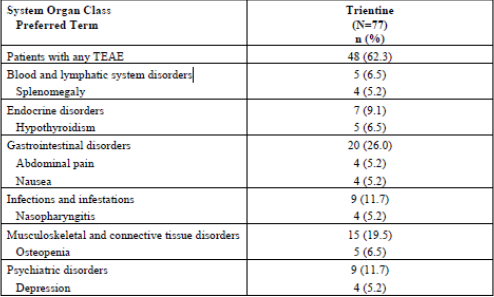 System Organ Class Trientine
Preferred Term (N=77)
n (%)
Patients with any TEAE 48 (62.3)
Blood and lymphatic system disorders 5 (6.5)
Splenomegaly 4 (5.2)
Endocrine disorders 7 (9.1)
Hypothyroidism 5 (6.5)
Gastrointestinal disorders 20 (26.0)
Abdominal pain 4 (5.2)
Nausea 4 (5.2)
Infections and infestations 9 (11.7)
Nasopharyngitis 4 (5.2)
Musculoskeletal and connective tissue disorders 15 (19.5)
Osteopenia 5 (6.5)
Psychiatric disorders 9 (11.7)
Depression 4 (5.2)